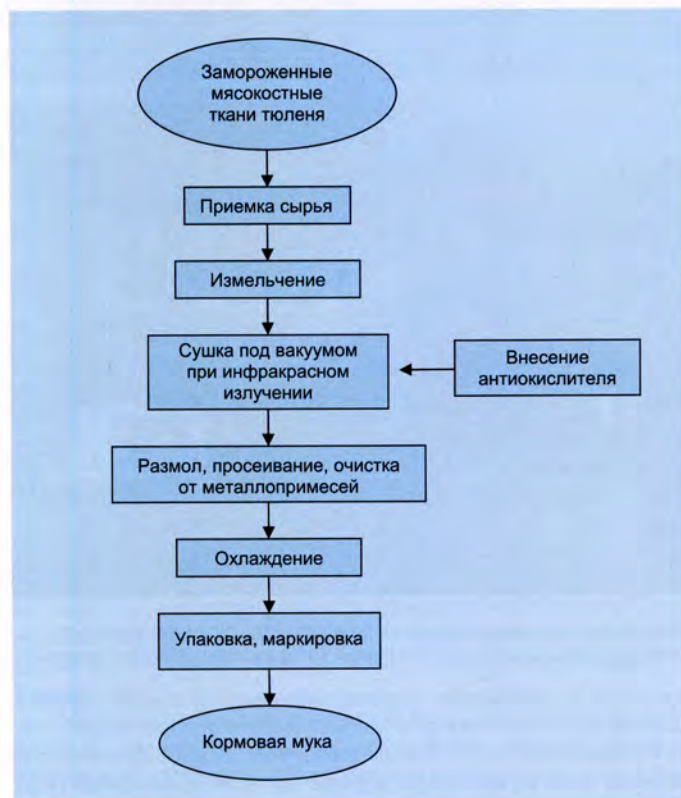 Замороженные
мясокостные
ткани тюленя
Приемка сырья
Измельчение
Сушка под вакуумом
при инфракрасном
излучении
Внесение
антиокислителя
Размол, просеивание, очистка
от металлопримесей
Охлаждение
Упаковка, маркировка
Кормовая мука